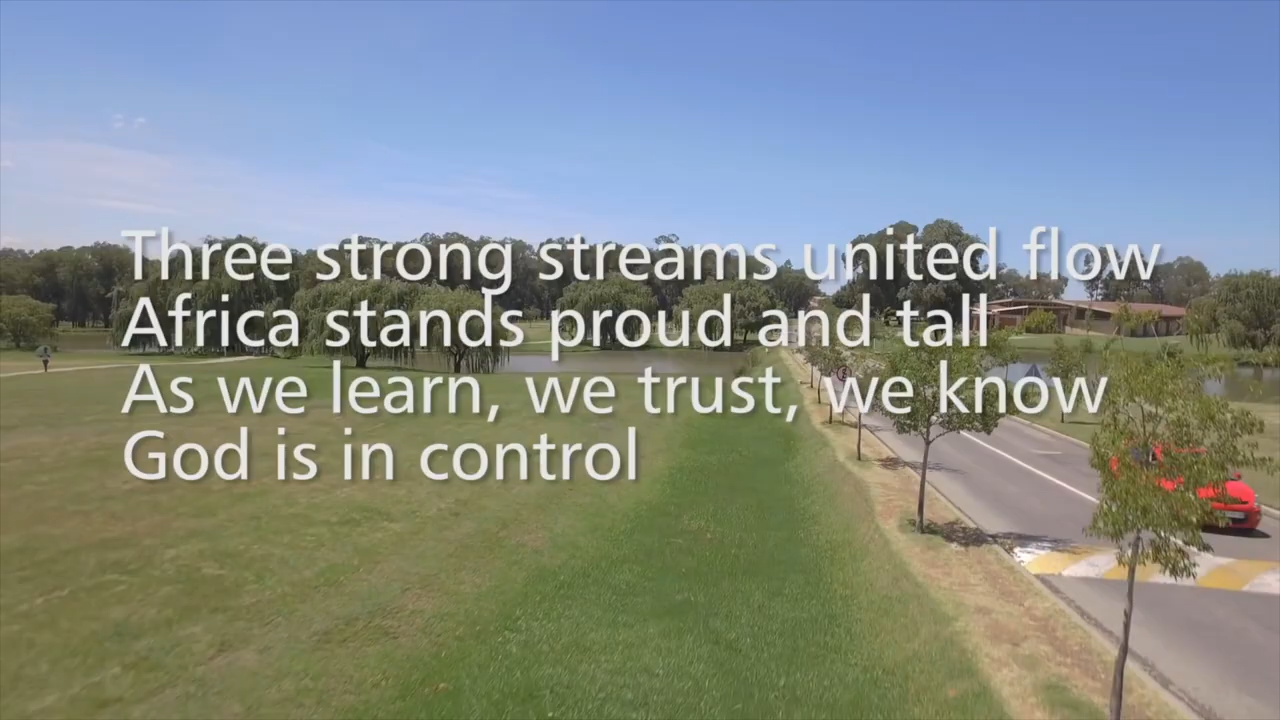 Three strong streams united flow
Africa stands proud and tall
As we learn, we trust, we know
God is in control